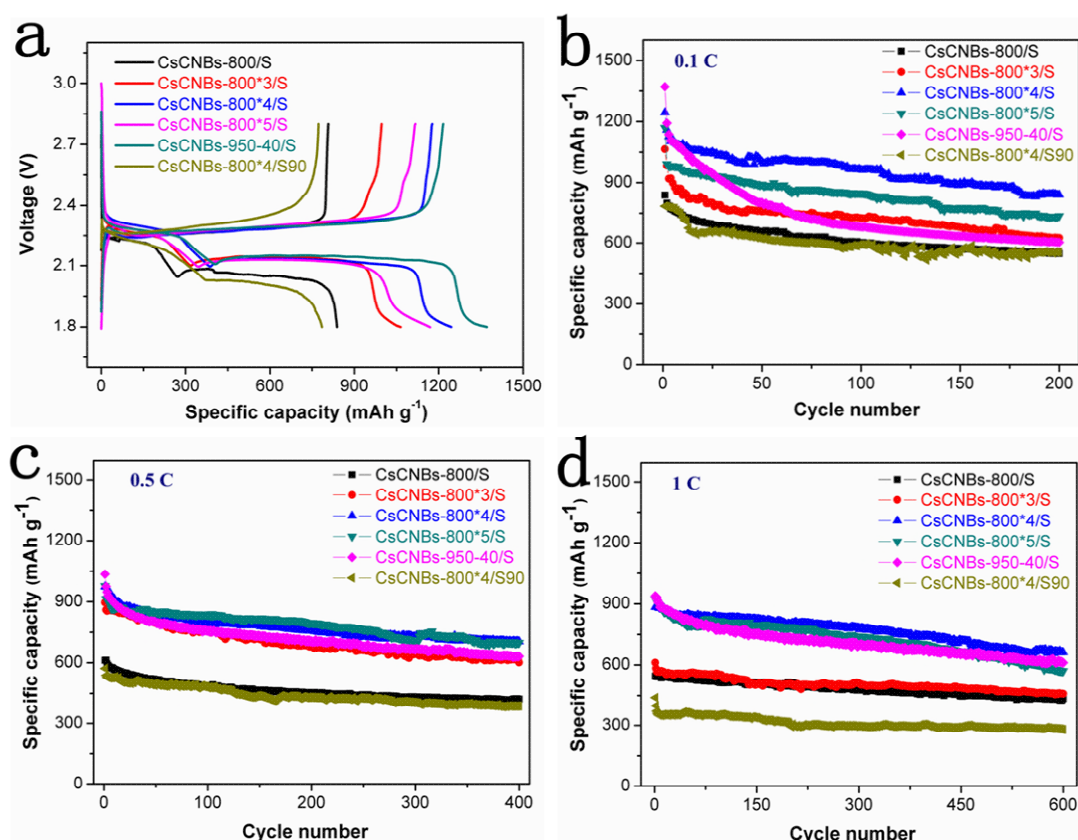 a
CsCNBs-800/S
CsCNBs-800*3/S
CsCNBs-800*4/S
CsCNBs-800*5/S
CsCNBs-950-40/S
CsCNBs-800*4/S90
Voltage (V)
3.0
2.7
2.4
2.1
1.8
0 300 600 900 1200 1500
Specific capacity (mAh g-1)
b
0.1 C
CsCNBs-800/S
CsCNBs-800*3/S
CsCNBs-800*4/S
CsCNBs-800*5/S
CsCNBs-950-40/S
CsCNBs-800*4/S90
Specific capacity (mAh g-1)
1500
1200
900
600
300
0
0 50 100 150 200
Cycle number
c
0.5 C
CsCNBs-800/S
CsCNBs-800*3/S
CsCNBs-800*4/S
CsCNBs-800*5/S
CsCNBs-950-40/S
CsCNBs-800*4/S90
Specific capacity (mAh g-1)
1500
1200
900
600
300
0
0 100 200 300 400
Cycle number
d
1 C
CsCNBs-800/S
CsCNBs-800*3/S
CsCNBs-800*4/S
CsCNBs-800*5/S
CsCNBs-950-40/S
CsCNBs-800*4/S90
Specific capacity (mAh g-1)
1500
1200
900
600
300
0
0 150 300 450 600
Cycle number